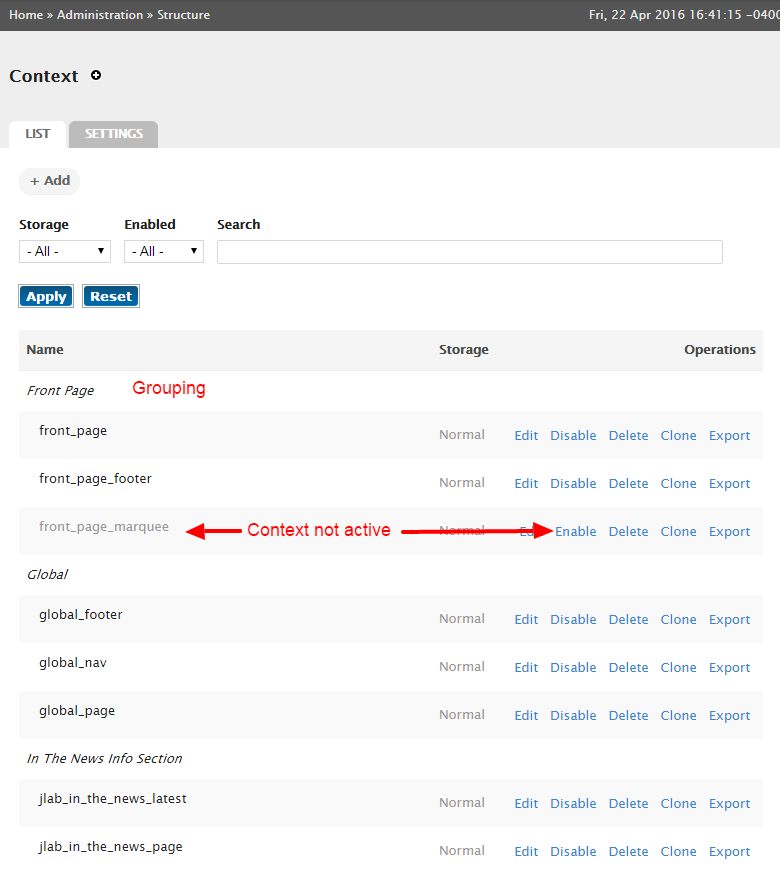 Home » Administration » Structure Fri, 22 Apr 2016 16:41:15 -0400
Context
LIST SETTINGS
+ Add
Storage Enabled Search
- All - - All -
Apply Reset
Name Storage Operations
Front Page Grouping
front_page Normal Edit Disable Delete Clone Export
front_page_footer Normal Edit Disable Delete Clone Export
front_page_marquee Context not active Normal Edit Enable Delete Clone Export
Global
global_footer Normal Edit Disable Delete Clone Export
global_nav Normal Edit Disable Delete Clone Export
global_page Normal Edit Disable Delete Clone Export
In The News Info Section
jlab_in_the_news_latest Normal Edit Disable Delete Clone Export
jlab_in_the_news_page Normal Edit Disable Delete Clone Export